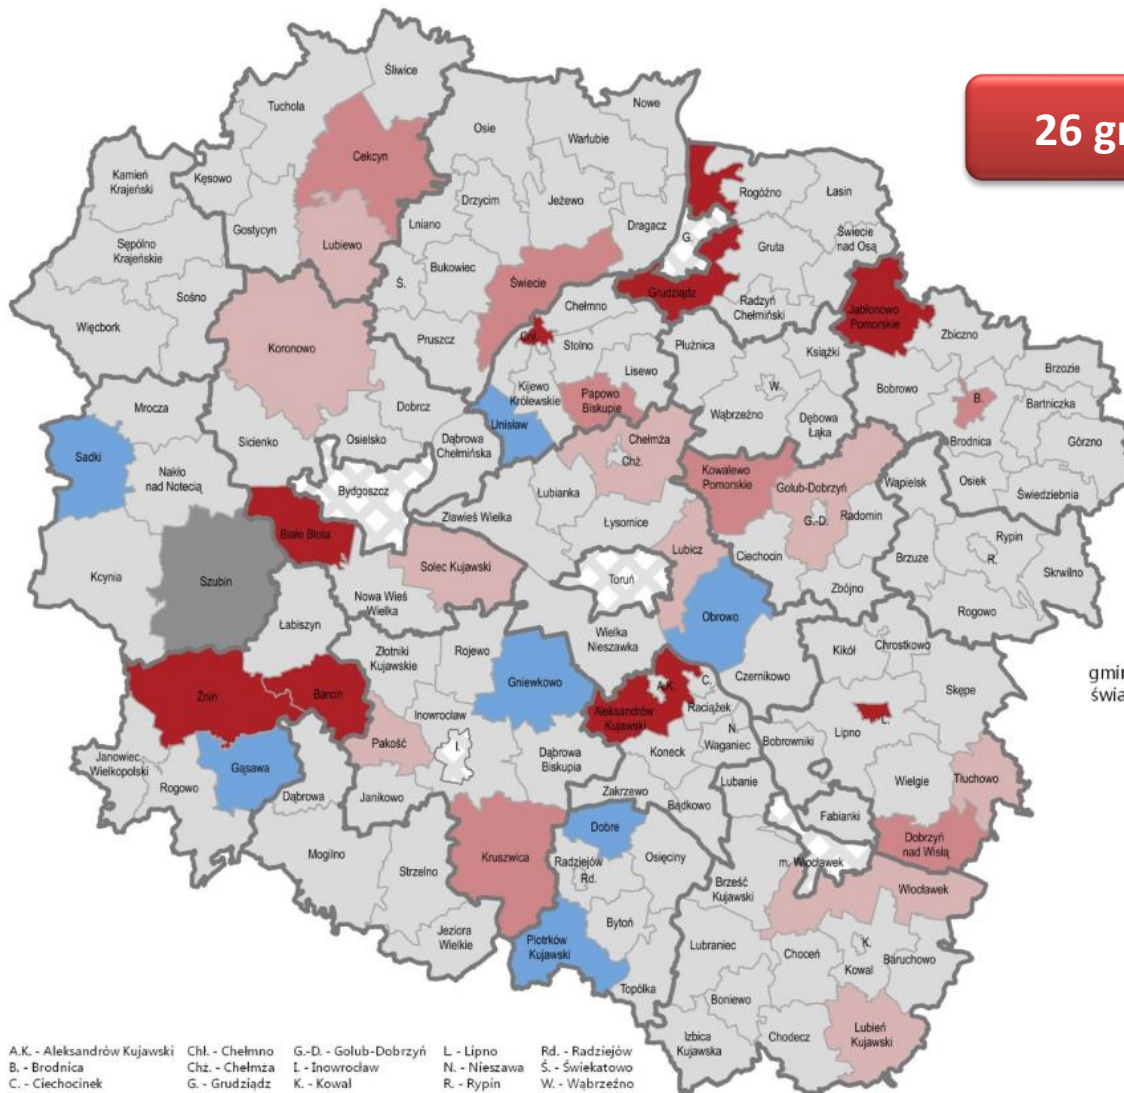 Śliwice
Tuchola
Nowe
Osie
Warlubie
26 gr
Cekcyn
Kamień
Krajeński
Kęsowo
Rogóźno
Łasin
Drzycim
Jeżewo
Gostycyn
Lubiewo
Lniano
Dragacz
G.
Gruta
Świecie
nad Osą
Sępólno
Krajeńskie
Bukowiec
Ś.
Świecie
Sośno
Grudziądz
Radzyń
Chełmiński
Jabłonowo
Pomorskie
Chełmno
Więcbork
Koronowo
Pruszcz
Chł.
Stolno
Płużnica
Książki
Zbiczno
Lisewo
Brzozie
Mrocza
Kijewo
Królewskie
Papowo
Biskupie
W.
Bobrowo
B.
Bartniczka
Dobrcz
Unisław
Wąbrzeźno
Dębowa
Łąka
Sicienko
Osielsko
Dąbrowa
Chełmińska
Chełmża
Chż.
Brodnica
Górzno
Sadki
Nakło
nad Notecią
Kowalewo
Pomorskie
Golub-Dobrzyń
Wąpielsk
Osiek
Świedziebnia
Bydgoszcz
Lubianka
Zławieś Wielka
Łysomice
G.-D.
Radomin
Białe Błota
Lubicz
Ciechocin
Rypin
R.
Brzuze
Solec Kujawski
Skrwilno
Kcynia
Szubin
Toruń
Zbójno
Nowa Wieś
Wielka
Rogowo
Łabiszyn
Obrowo
Wielka
Nieszawka
Złotniki
Kujawskie
Rojewo
Kikół
Chrostkowo
Czernikowo
Gniewkowo
gmin
świa
Skępe
Żnin
Barcin
A.K.
C.
Raciążek
Aleksandrów
Kujawski
Inowrocław
L.
N.
Lipno
Pakość
I.
Koneck
Waganiec
Bobrowniki
Janowiec
Wielkopolski
Gąsawa
Dąbrowa
Biskupia
Lubanie
Wielgie
Tłuchowo
Rogowo
Dąbrowa
Janikowo
Zakrzewo
Bądkowo
Fabianki
Dobre
Kruszwica
Dobrzyń
nad Wisłą
Mogilno
Radziejów
Rd.
Osięciny
m. Włocławek
Strzelno
Brześć
Kujawski
Włocławek
Bytoń
Jeziora
Wielkie
Piotrków
Kujawski
Lubraniec
Choceń
K.
Kowal
Baruchowo
Topólka
Boniewo
Izbica
Kujawska
Chodecz
Lubień
Kujawski
A.K. - Aleksandrów Kujawski Chł. - Chełmno G.-D. - Golub-Dobrzyń L. - Lipno Rd. - Radziejów
B. - Brodnica Chż. - Chełmża I. - Inowrocław N. - Nieszawa Ś. - Świekatowo
C. - Ciechocinek G. - Grudziądz K. - Kowal R. - Rypin W. - Wąbrzeźno